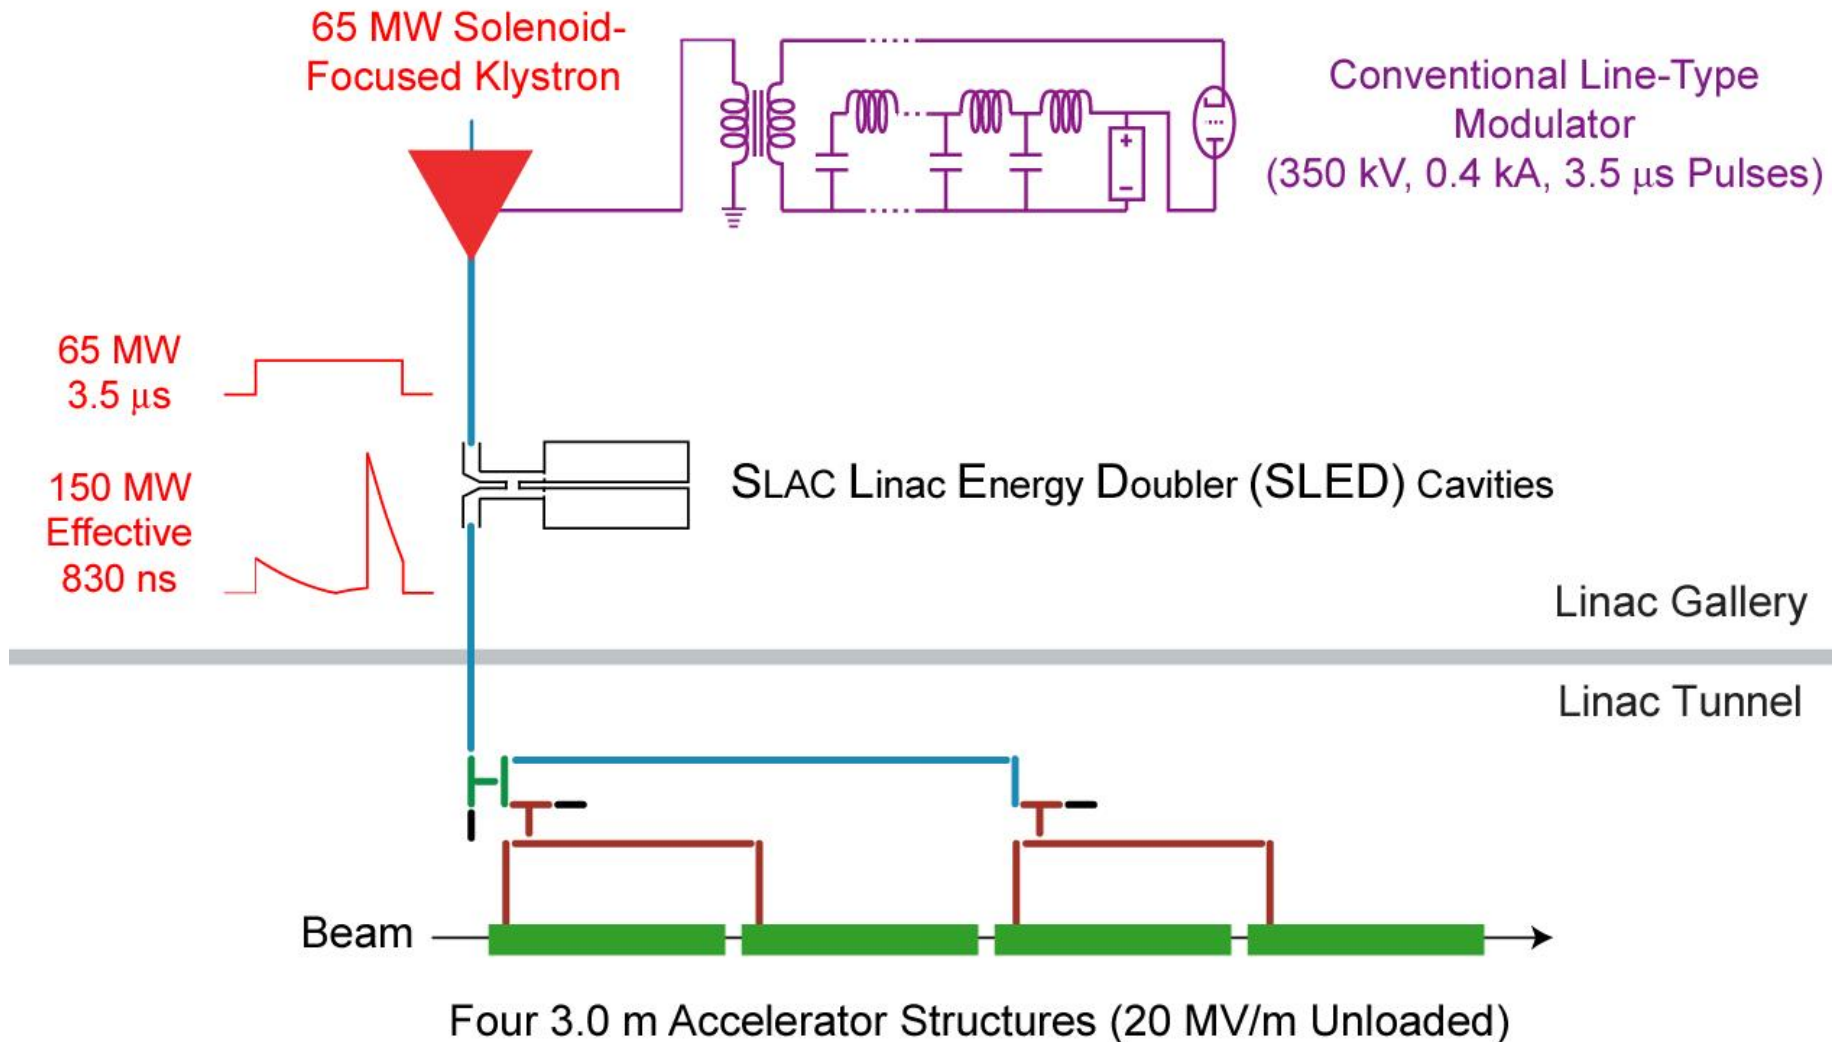 65 MW Solenoid-
Focused Klystron
Conventional Line-Type
Modulator
(350 kV, 0.4 kA, 3.5 μs Pulses)
+
−
65 MW
3.5 μs
150 MW
Effective
830 ns
SLAC Linac Energy Doubler (SLED) Cavities
Linac Gallery
Linac Tunnel
Beam
Four 3.0 m Accelerator Structures (20 MV/m Unloaded)